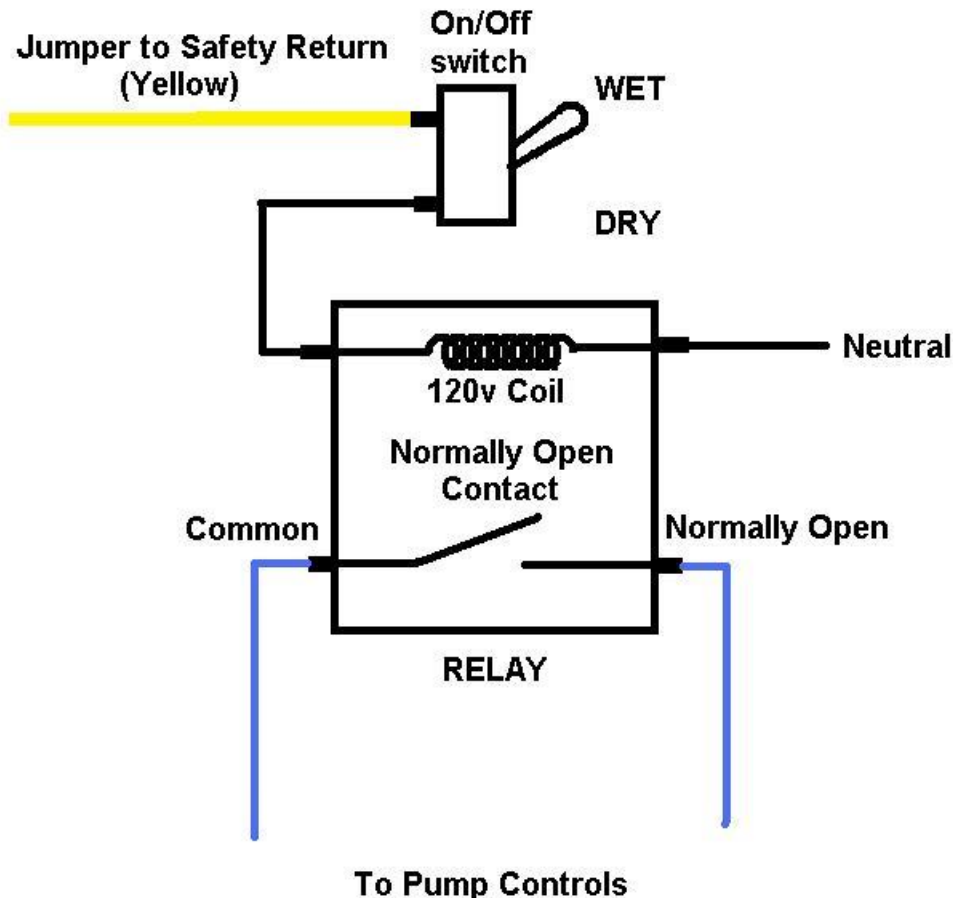 On/Off
switch
Jumper to Safety Return
(Yellow)
WET
DRY
Neutral
120v Coil
Normally Open
Contact
Common
Normally Open
RELAY
To Pump Controls